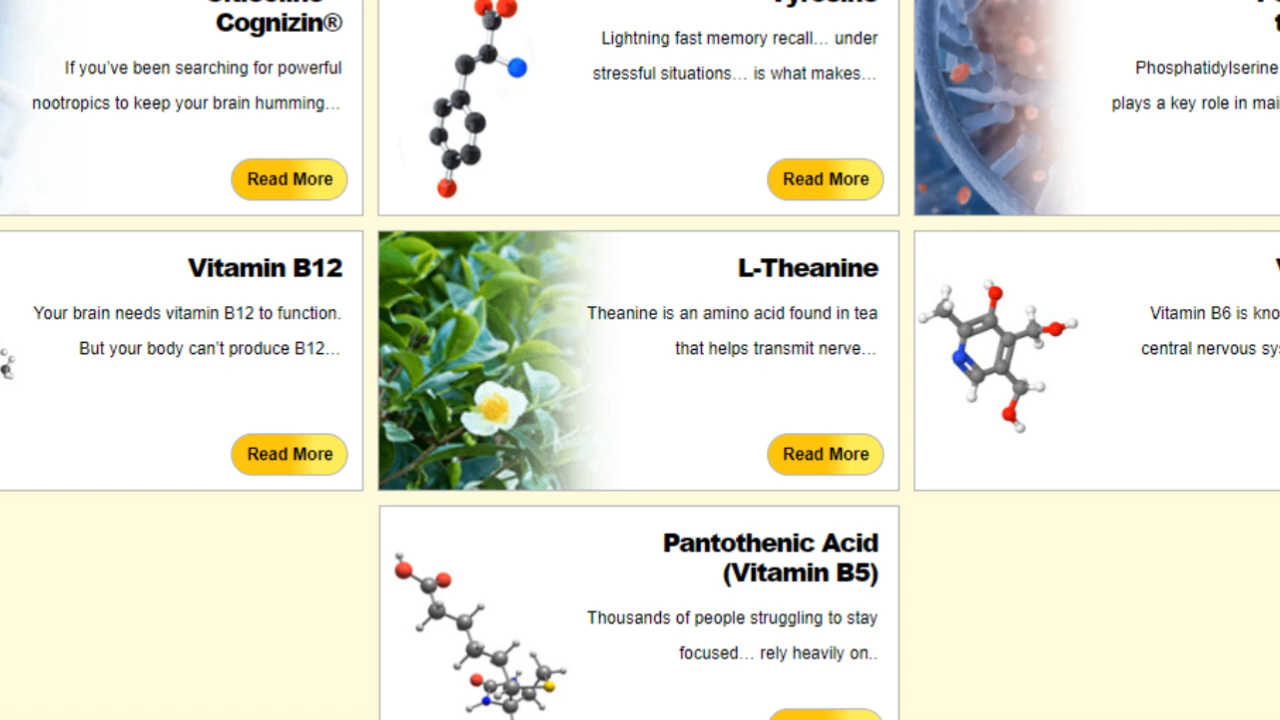 Cognizin®
If you've been searching for powerful
nootropics to keep your brain humming...
Read More
Tyrosine
Lightning fast memory recall... under
stressful situations... is what makes...
Read More
Phosphatidylserine
plays a key role in
Vitamin B12
Your brain needs vitamin B12 to function.
But your body can't produce B12...
Read More
L-Theanine
Theanine is an amino acid found in tea
that helps transmit nerve...
Read More
Vitamin B6 is
central nervous
Pantothenic Acid
(Vitamin B5)
Thousands of people struggling to stay
focused... rely heavily on..